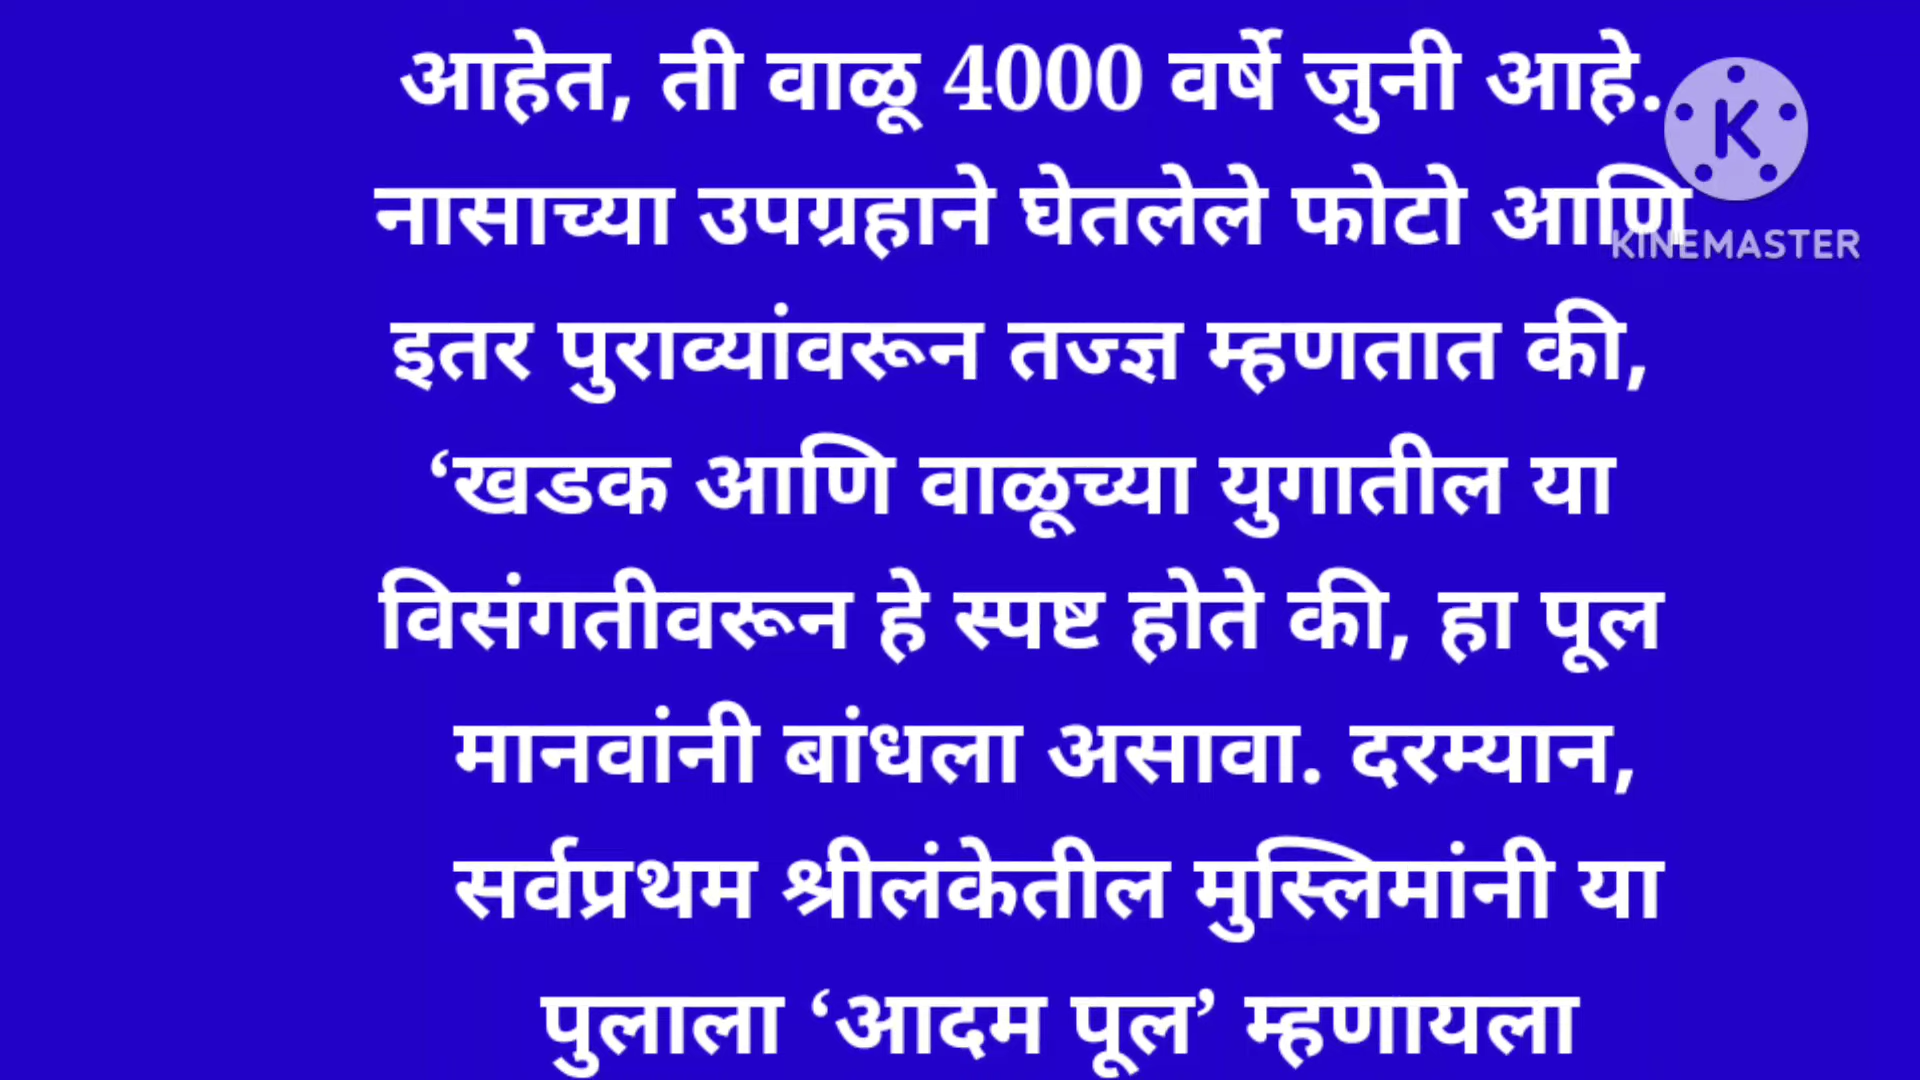 आहेत, ती वाळू 4000 वर्षे जुनी आहे.
नासाच्या उपग्रहाने घेतलेले फोटो आणि
इतर पुराव्यांवरून तज्ज्ञ म्हणतात की,
‘खडक आणि वाळूच्या युगातील या
विसंगतीवरून हे स्पष्ट होते की, हा पूल
मानवांनी बांधला असावा. दरम्यान,
सर्वप्रथम श्रीलंकेतील मुस्लिमांनी या
पुलाला ‘आदम पूल’ म्हणायला
K
KINEMASTER